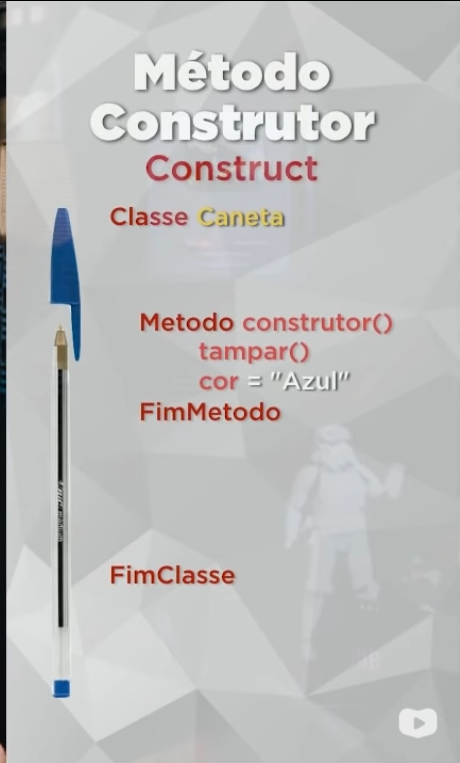 Método
Construtor
Construct
Classe Caneta
Metodo construtor()
tampar()
cor = "Azul"
FimMetodo
FimClasse